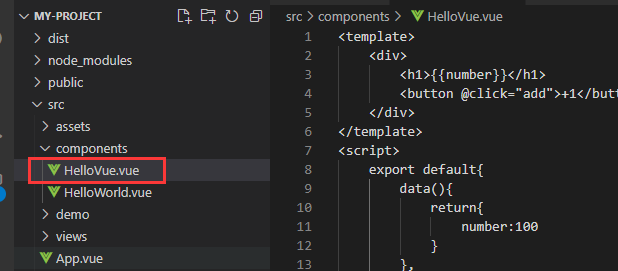 MY-PROJECT
dist
node_modules
public
src
assets
components
HelloVue.vue
HelloWorld.vue
demo
views
App.vue
src > components > HelloVue.vue
1 <template>
2 <div>
3 <h1>{{number}}</h1>
4 <button @click="add">+1</but
5 </div>
6 </template>
7 <script>
8 export default{
9 data(){
10 return{
11 number:100
12 }
13 },